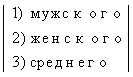 1) мужского
2) женского
3) среднего